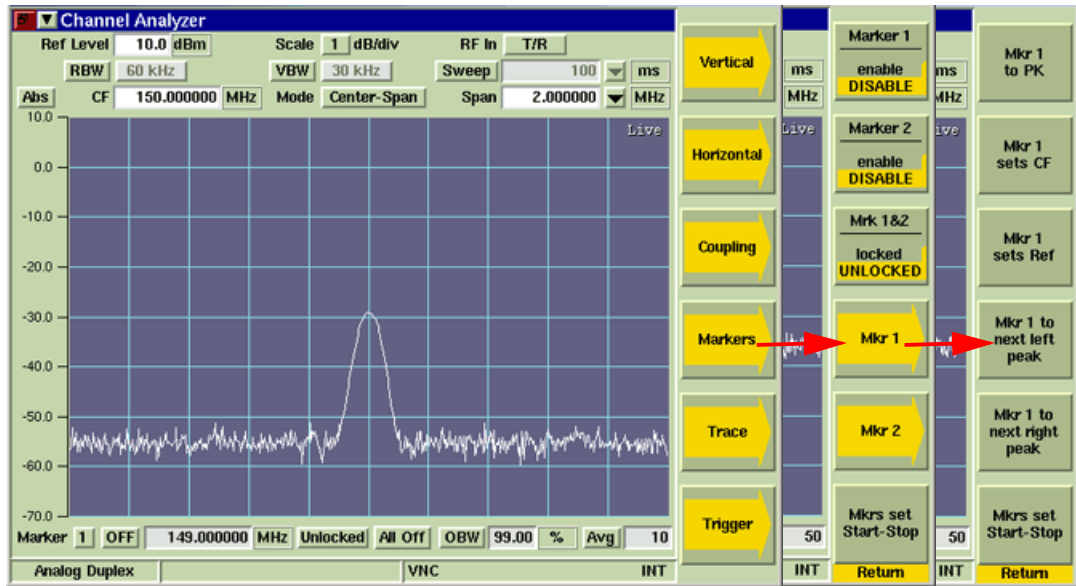 Channel Analyzer
Ref Level 10.0 dBm Scale 1 dB/div RF In T/R
RBW 60 kHz VBW 30 kHz Sweep 100 ms
Abs CF 150.000000 MHz Mode Center-Span Span 2.000000 MHz
10.0
0.0
-10.0
-20.0
-30.0
-40.0
-50.0
-60.0
-70.0
Live
Marker 1 OFF 149.000000 MHz Unlocked All Off OBW 99.00 % Avg 10
Analog Duplex VNC INT
Vertical
Horizontal
Coupling
Markers
Trace
Trigger
ms
MHz
Live
50
INT
Marker 1
enable
DISABLE
Marker 2
enable
DISABLE
Mrk 1&2
locked
UNLOCKED
Mkr 1
Mkr 2
Mkrs set
Start-Stop
Return
ms
MHz
ive
50
INT
Mkr 1
to PK
Mkr 1
sets CF
Mkr 1
sets Ref
Mkr 1 to
next left
peak
Mkr 1 to
next right
peak
Mkrs set
Start-Stop
Return